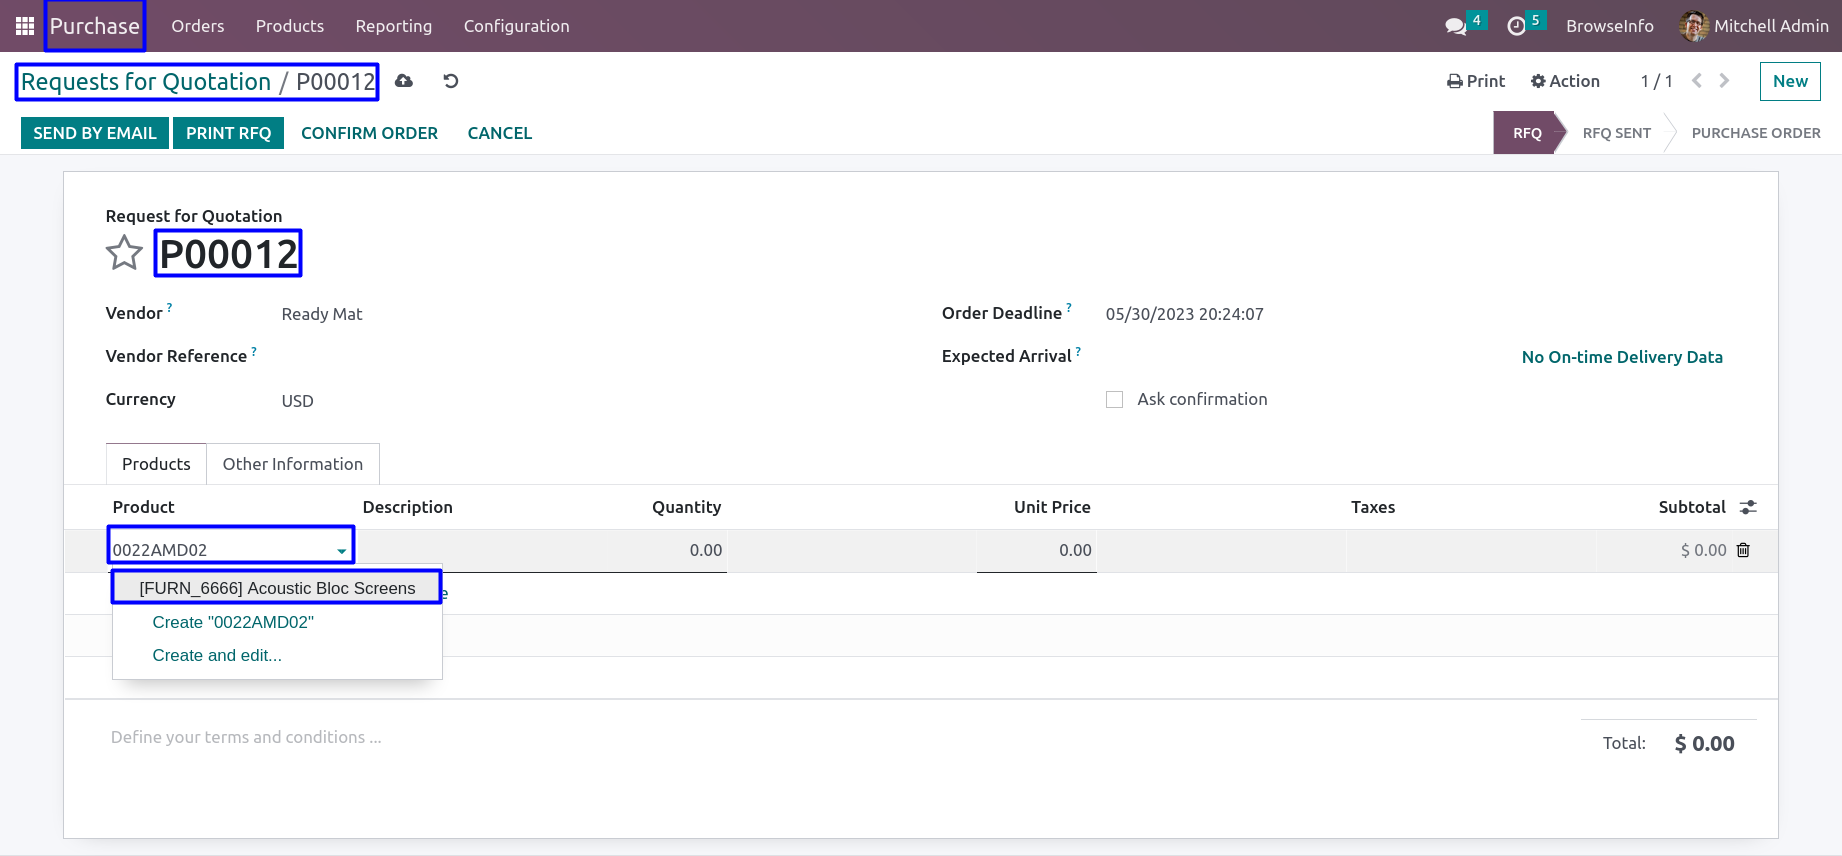 Purchase Orders Products Reporting Configuration 4 5 BrowseInfo Mitchell Admin
Requests for Quotation / P00012 Print Action 1 / 1 New
SEND BY EMAIL PRINT RFQ CONFIRM ORDER CANCEL RFQ RFQ SENT PURCHASE ORDER
Request for Quotation
P00012
Vendor ? Ready Mat Order Deadline ? 05/30/2023 20:24:07
Vendor Reference ? Expected Arrival ? No On-time Delivery Data
Currency USD Ask confirmation
Products Other Information
Product Description Quantity Unit Price Taxes Subtotal
0022AMD02 0.00 0.00 $ 0.00
[FURN_6666] Acoustic Bloc Screens
Create "0022AMD02"
Create and edit...
Define your terms and conditions ...
Total: $ 0.00